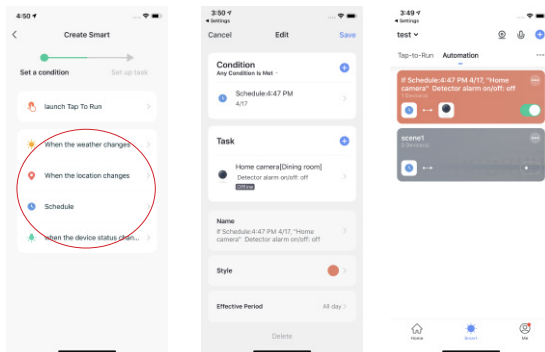 4:50
Create Smart
Set a condition
Set up task
launch Tap To Run
When the weather changes
When the location changes
Schedule
when the device status chan...
3:50
Settings
Cancel
Edit
Save
Condition
Any Condition Is Met
Schedule:4:47 PM
4/17
Task
Home camera[Dining room]
Detector alarm on/off: off
Offline
Name
If Schedule:4:47 PM 4/17, "Home
camera" Detector alarm on/off: off
Style
Effective Period
All day
Delete
3:49
Settings
test
Tap-to-Run
Automation
If Schedule:4:47 PM 4/17, "Home
camera" Detector alarm on/off: off
scene1
Home
Smart
Me